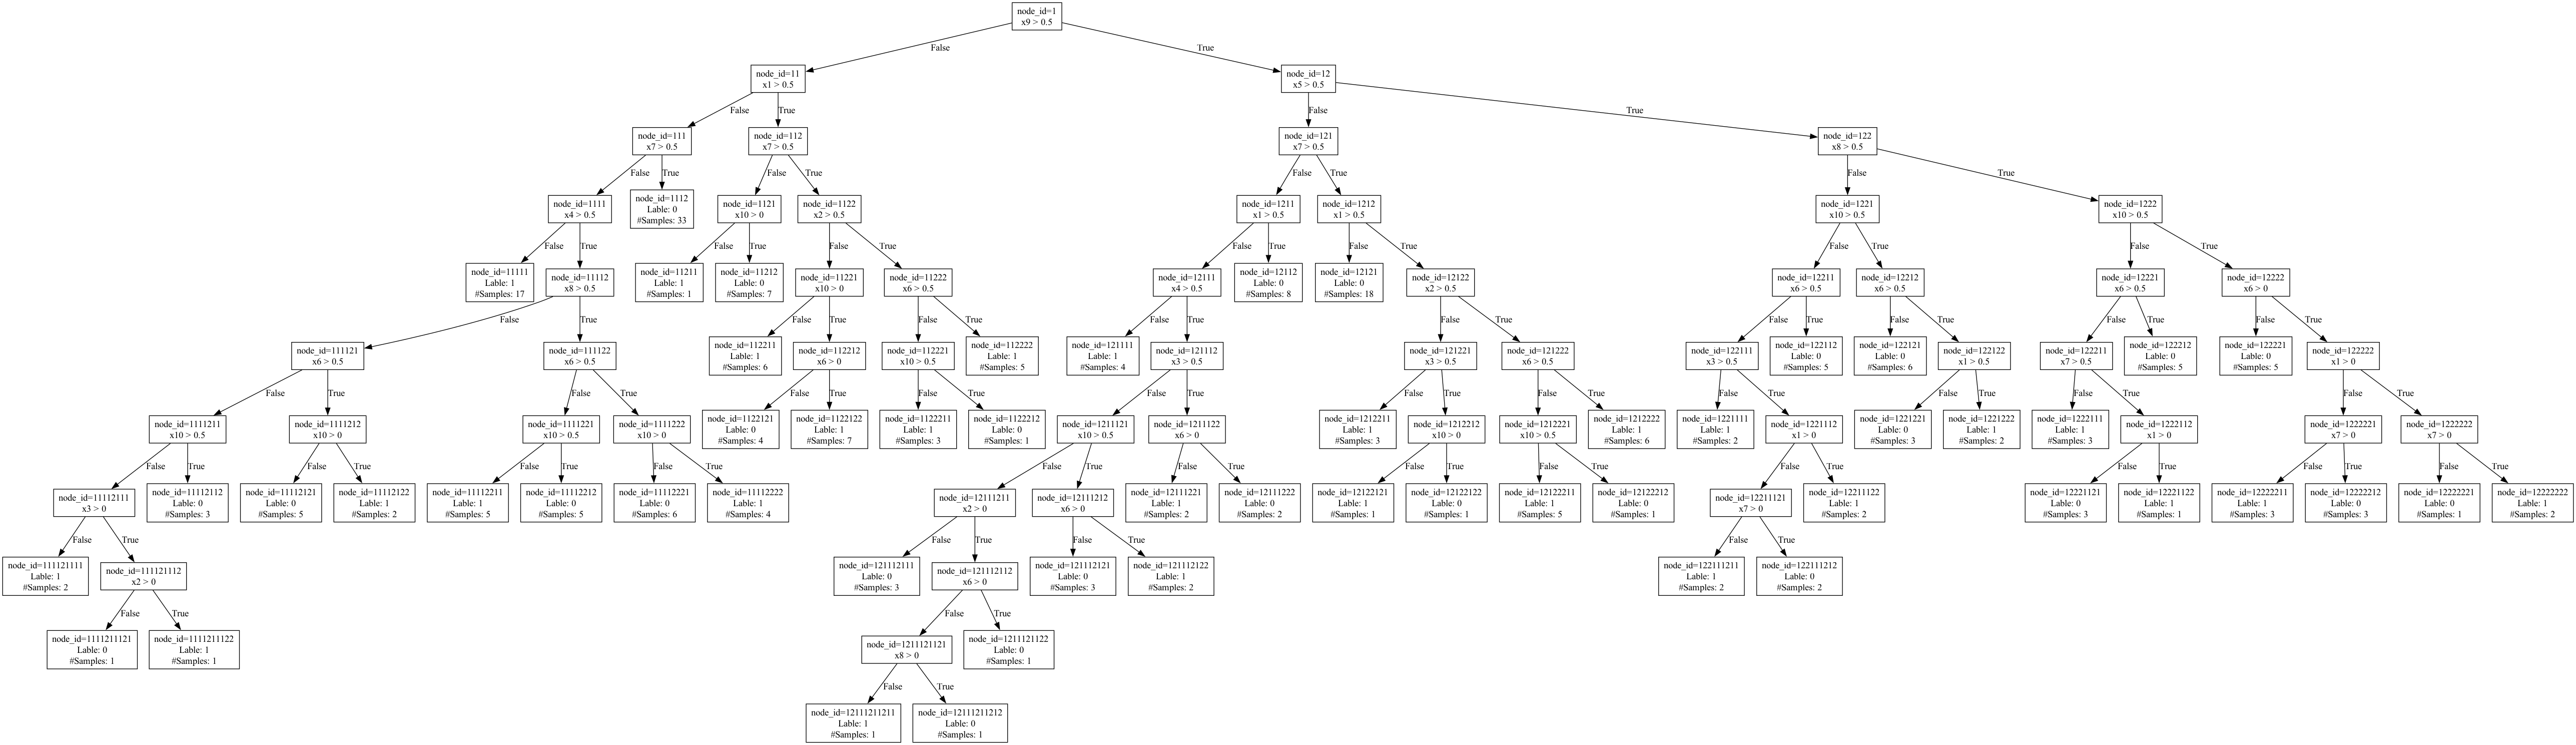 node_id=1
x9 > 0.5
False
True
node_id=11
x1 > 0.5
node_id=12
x5 > 0.5
False
True
False
True
node_id=111
x7 > 0.5
node_id=112
x7 > 0.5
node_id=121
x7 > 0.5
node_id=122
x8 > 0.5
False
True
False
True
False
True
False
True
node_id=1111
x4 > 0.5
node_id=1112
Lable: 0
#Samples: 33
node_id=1121
x10 > 0
node_id=1122
x2 > 0.5
node_id=1211
x1 > 0.5
node_id=1212
x1 > 0.5
node_id=1221
x10 > 0.5
node_id=1222
x10 > 0.5
False
True
False
True
False
True
False
True
False
True
False
True
False
True
node_id=11111
Lable: 1
#Samples: 17
node_id=11112
x8 > 0.5
node_id=11211
Lable: 1
#Samples: 1
node_id=11212
Lable: 0
#Samples: 7
node_id=11221
x10 > 0
node_id=11222
x6 > 0.5
node_id=12111
x4 > 0.5
node_id=12112
Lable: 0
#Samples: 8
node_id=12121
Lable: 0
#Samples: 18
node_id=12122
x2 > 0.5
node_id=12211
x6 > 0.5
node_id=12212
x6 > 0.5
node_id=12221
x6 > 0.5
node_id=12222
x6 > 0
False
True
False
True
False
True
False
True
False
True
False
True
False
True
False
True
False
True
node_id=111121
x6 > 0.5
node_id=111122
x6 > 0.5
node_id=112211
Lable: 1
#Samples: 6
node_id=112212
x6 > 0
node_id=112221
x10 > 0.5
node_id=112222
Lable: 1
#Samples: 5
node_id=121111
Lable: 1
#Samples: 4
node_id=121112
x3 > 0.5
node_id=121221
x3 > 0.5
node_id=121222
x6 > 0.5
node_id=122111
x3 > 0.5
node_id=122112
Lable: 0
#Samples: 5
node_id=122121
Lable: 0
#Samples: 6
node_id=122122
x1 > 0.5
node_id=122211
x7 > 0.5
node_id=122212
Lable: 0
#Samples: 5
node_id=122221
Lable: 0
#Samples: 5
node_id=122222
x1 > 0
False
True
False
True
False
True
False
True
False
True
False
True
False
True
False
True
False
True
False
True
False
True
node_id=1111211
x10 > 0.5
node_id=1111212
x10 > 0
node_id=1111221
x10 > 0.5
node_id=1111222
x10 > 0
node_id=1122121
Lable: 0
#Samples: 4
node_id=1122122
Lable: 1
#Samples: 7
node_id=1122211
Lable: 1
#Samples: 3
node_id=1122212
Lable: 0
#Samples: 1
node_id=1211121
x10 > 0.5
node_id=1211122
x6 > 0
node_id=1212211
Lable: 1
#Samples: 3
node_id=1212212
x10 > 0
node_id=1212221
x10 > 0.5
node_id=1212222
Lable: 1
#Samples: 6
node_id=1221111
Lable: 1
#Samples: 2
node_id=1221112
x1 > 0
node_id=1221221
Lable: 0
#Samples: 3
node_id=1221222
Lable: 1
#Samples: 2
node_id=1222111
Lable: 1
#Samples: 3
node_id=1222112
x1 > 0
node_id=1222221
x7 > 0
node_id=1222222
x7 > 0
False
True
False
True
False
True
False
True
False
True
False
True
False
True
False
True
False
True
False
True
False
True
False
True
node_id=11112111
x3 > 0
node_id=11112112
Lable: 0
#Samples: 3
node_id=11112121
Lable: 0
#Samples: 5
node_id=11112122
Lable: 1
#Samples: 2
node_id=11112211
Lable: 1
#Samples: 5
node_id=11112212
Lable: 0
#Samples: 5
node_id=11112221
Lable: 0
#Samples: 6
node_id=11112222
Lable: 1
#Samples: 4
node_id=12111211
x2 > 0
node_id=12111212
x6 > 0
node_id=12111221
Lable: 1
#Samples: 2
node_id=12111222
Lable: 0
#Samples: 2
node_id=12122121
Lable: 1
#Samples: 1
node_id=12122122
Lable: 0
#Samples: 1
node_id=12122211
Lable: 1
#Samples: 5
node_id=12122212
Lable: 0
#Samples: 1
node_id=12211121
x7 > 0
node_id=12211122
Lable: 1
#Samples: 2
node_id=12221121
Lable: 0
#Samples: 3
node_id=12221122
Lable: 1
#Samples: 1
node_id=12222211
Lable: 1
#Samples: 3
node_id=12222212
Lable: 0
#Samples: 3
node_id=12222221
Lable: 0
#Samples: 1
node_id=12222222
Lable: 1
#Samples: 2
False
True
False
True
False
True
False
True
node_id=111121111
Lable: 1
#Samples: 2
node_id=111121112
x2 > 0
node_id=121112111
Lable: 0
#Samples: 3
node_id=121112112
x6 > 0
node_id=121112121
Lable: 0
#Samples: 3
node_id=121112122
Lable: 1
#Samples: 2
node_id=122111211
Lable: 1
#Samples: 2
node_id=122111212
Lable: 0
#Samples: 2
False
True
False
True
node_id=1111211121
Lable: 0
#Samples: 1
node_id=1111211122
Lable: 1
#Samples: 1
node_id=1211121121
x8 > 0
node_id=1211121122
Lable: 0
#Samples: 1
False
True
node_id=12111211211
Lable: 1
#Samples: 1
node_id=12111211212
Lable: 0
#Samples: 1